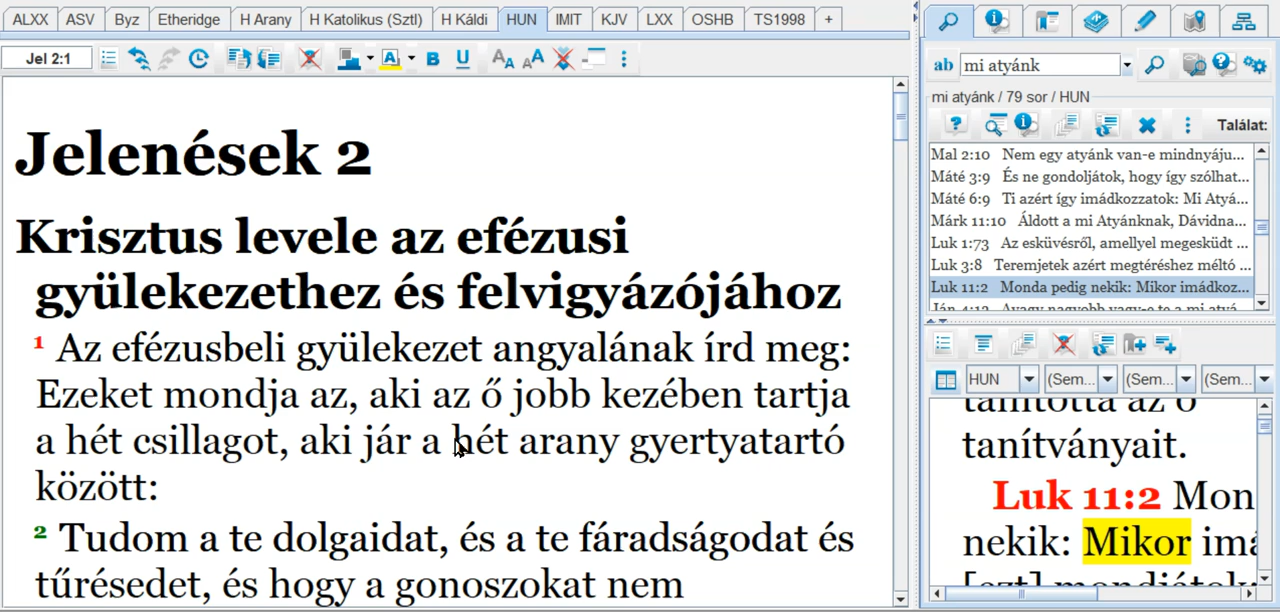 ALXX ASV Byz Etheridge H Arany H Katolikus (Sztl) H Káldi HUN IMIT KJV LXX OSHB TS1998 +
Jel 2:1
B U AA AA
Jelenések 2
Krisztus levele az efézusi
gyülekezethez és felvigyázójához
1 Az efézusbeli gyülekezet angyalának írd meg:
Ezeket mondja az, aki az ő jobb kezében tartja
a hét csillagot, aki jár a hét arany gyertyatartó
között:
2 Tudom a te dolgaidat, és a te fáradságodat és
tűrésedet, és hogy a gonoszokat nem
ab mi atyánk
mi atyánk / 79 sor / HUN
Találat:
Mal 2:10 Nem egy atyánk van-e mindnyáju...
Máté 3:9 És ne gondoljátok, hogy így szólhat...
Máté 6:9 Ti azért így imádkozzatok: Mi Atyá...
Márk 11:10 Áldott a mi Atyánknak, Dávidna...
Luk 1:73 Az esküvésről, amellyel megesküdt ...
Luk 3:8 Teremjetek azért megtéréshez méltó ...
Luk 11:2 Monda pedig nekik: Mikor imádkoz...
HUN (Sem... (Sem... (Sem...
tanította az ő
tanítványait.
Luk 11:2 Mon
nekik: Mikor imá